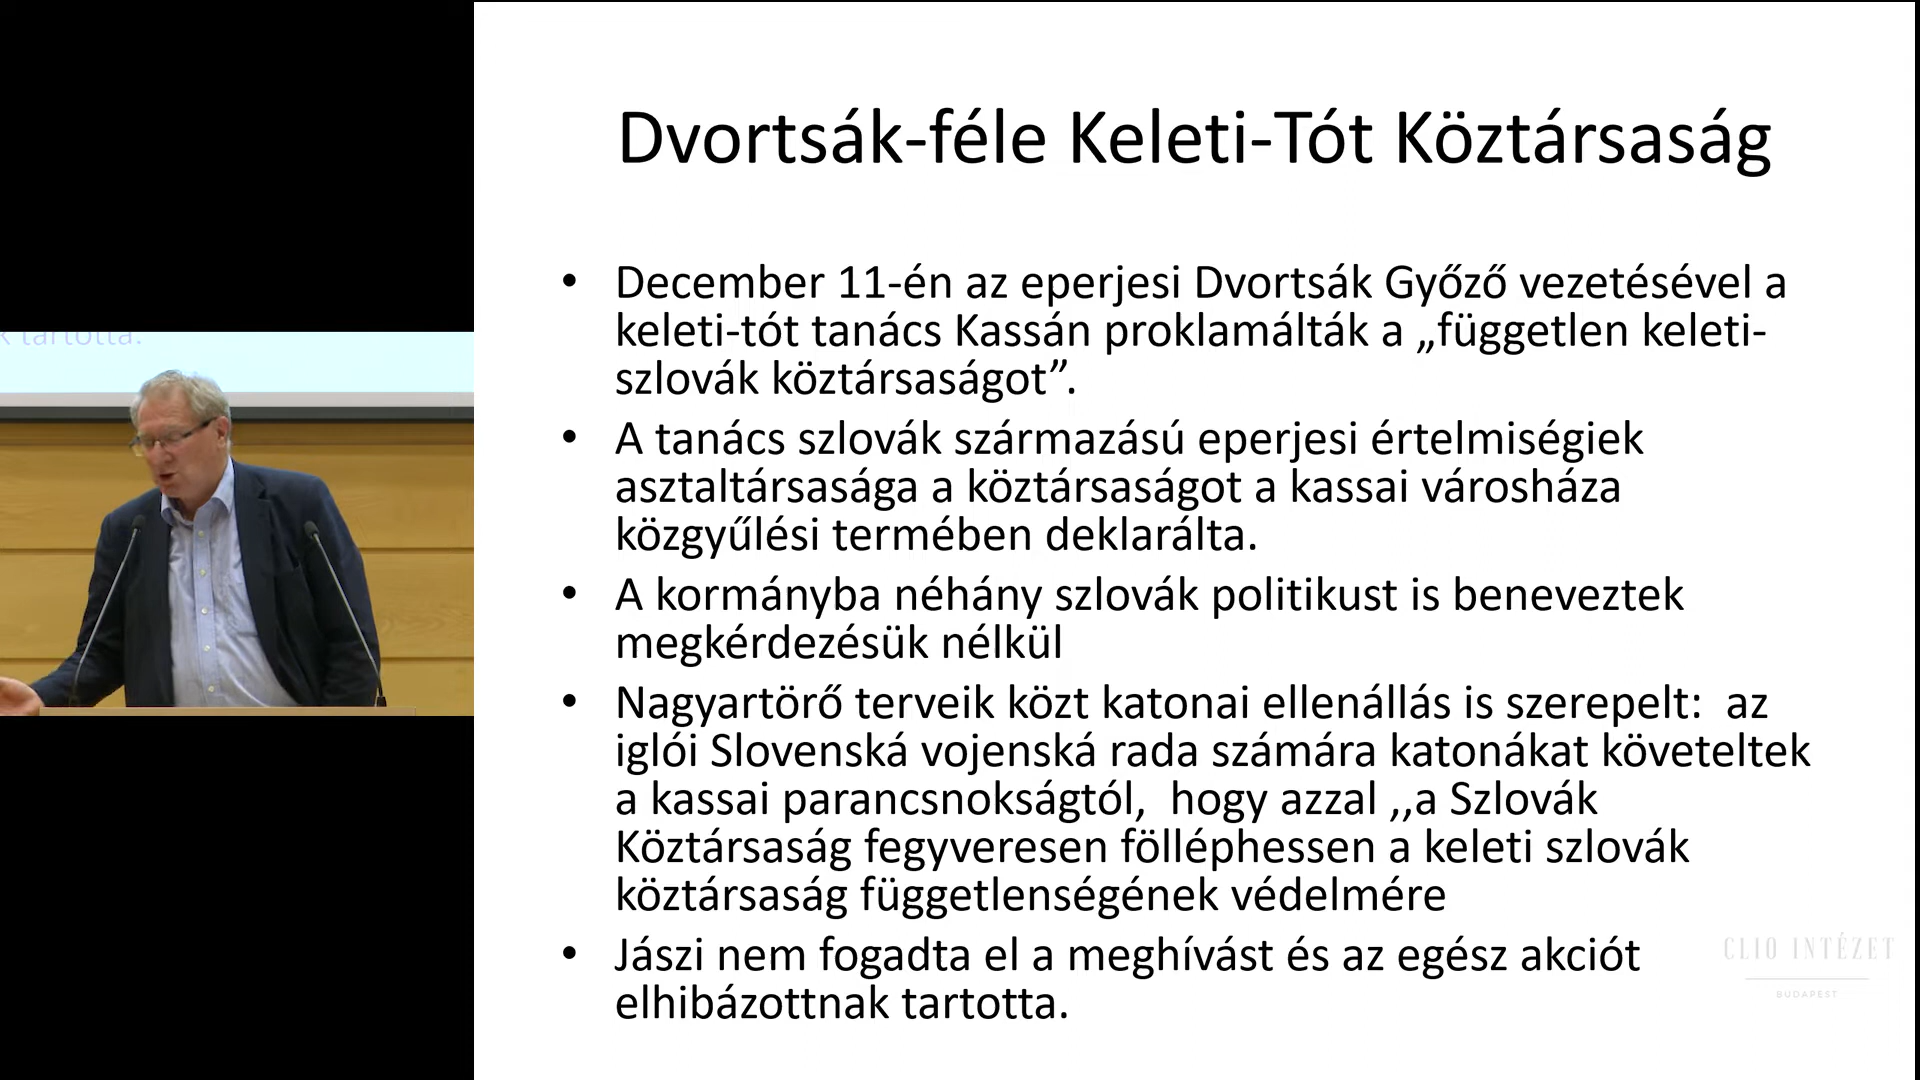 Dvortsák-féle Keleti-Tót Köztársaság
• December 11-én az eperjesi Dvortsák Győző vezetésével a
keleti-tót tanács Kassán proklamálták a „független keleti-
szlovák köztársaságot”.
• A tanács szlovák származású eperjesi értelmiségiek
asztaltársasága a köztársaságot a kassai városháza
közgyűlési termében deklarálta.
• A kormányba néhány szlovák politikust is beneveztek
megkérdezésük nélkül
• Nagyartörő terveik közt katonai ellenállás is szerepelt:  az
iglói Slovenská vojenská rada számára katonákat követeltek
a kassai parancsnokságtól,  hogy azzal ,,a Szlovák
Köztársaság fegyveresen fölléphessen a keleti szlovák
köztársaság függetlenségének védelmére
• Jászi nem fogadta el a meghívást és az egész akciót
elhibázottnak tartotta.
k tartotta.
CLIO INTÉZET
BUDAPEST